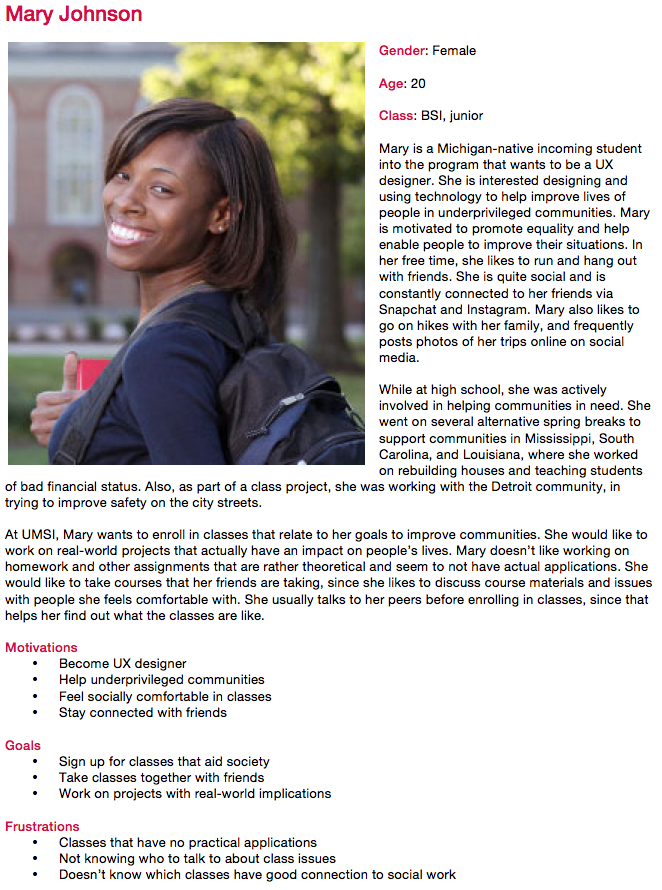 Mary Johnson
Gender: Female
Age: 20
Class: BSI, junior
Mary is a Michigan-native incoming student
into the program that wants to be a UX
designer. She is interested designing and
using technology to help improve lives of
people in underprivileged communities. Mary
is motivated to promote equality and help
enable people to improve their situations. In
her free time, she likes to run and hang out
with friends. She is quite social and is
constantly connected to her friends via
Snapchat and Instagram. Mary also likes to
go on hikes with her family, and frequently
posts photos of her trips online on social
media.
While at high school, she was actively
involved in helping communities in need. She
went on several alternative spring breaks to
support communities in Mississippi, South
Carolina, and Louisiana, where she worked
on rebuilding houses and teaching students
of bad financial status. Also, as part of a class project, she was working with the Detroit community, in
trying to improve safety on the city streets.
At UMSI, Mary wants to enroll in classes that relate to her goals to improve communities. She would like to
work on real-world projects that actually have an impact on people's lives. Mary doesn't like working on
homework and other assignments that are rather theoretical and seem to not have actual applications. She
would like to take courses that her friends are taking, since she likes to discuss course materials and issues
with people she feels comfortable with. She usually talks to her peers before enrolling in classes, since that
helps her find out what the classes are like.
Motivations
• Become UX designer
• Help underprivileged communities
• Feel socially comfortable in classes
• Stay connected with friends
Goals
• Sign up for classes that aid society
• Take classes together with friends
• Work on projects with real-world implications
Frustrations
• Classes that have no practical applications
• Not knowing who to talk to about class issues
• Doesn't know which classes have good connection to social work